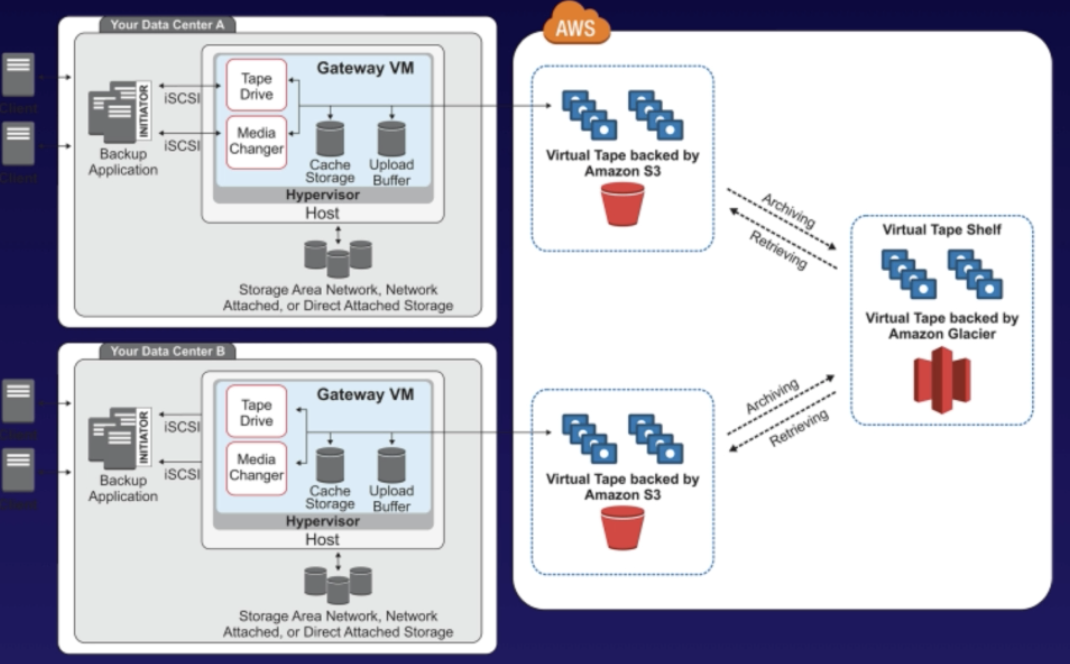 Your Data Center A
Client
Client
INITIATOR
Backup
Application
iSCSI
iSCSI
Gateway VM
Tape
Drive
Media
Changer
Cache
Storage
Upload
Buffer
Hypervisor
Host
Storage Area Network, Network
Attached, or Direct Attached Storage
Your Data Center B
Client
Client
INITIATOR
Backup
Application
iSCSI
iSCSI
Gateway VM
Tape
Drive
Media
Changer
Cache
Storage
Upload
Buffer
Hypervisor
Host
Storage Area Network, Network
Attached, or Direct Attached Storage
AWS
Virtual Tape backed by
Amazon S3
Archiving
Retrieving
Virtual Tape Shelf
Virtual Tape backed by
Amazon Glacier
Archiving
Retrieving
Virtual Tape backed by
Amazon S3